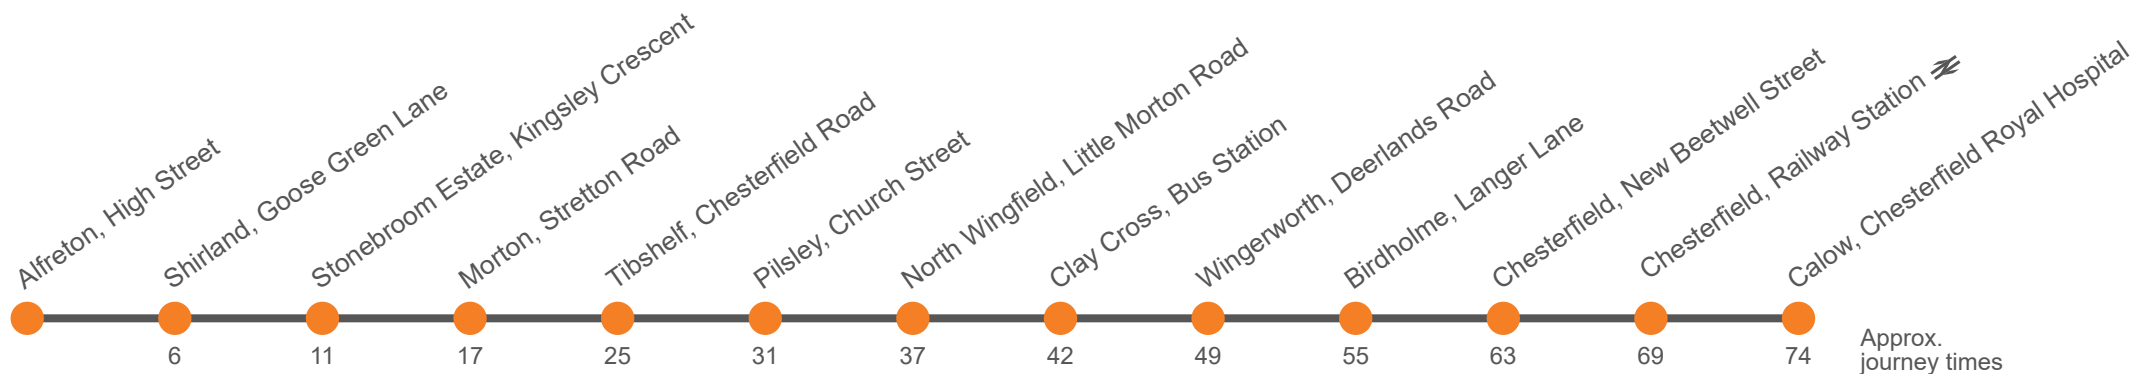 Alfreton, High Street
Shirland, Goose Green Lane
Stonebroom Estate, Kingsley Crescent
Morton, Stretton Road
Tibshelf, Chesterfield Road
Pilsley, Church Street
North Wingfield, Little Morton Road
Clay Cross, Bus Station
Wingerworth, Deerlands Road
Birdholme, Langer Lane
Chesterfield, New Beetwell Street
Chesterfield, Railway Station
Calow, Chesterfield Royal Hospital
6 11 17 25 31 37 42 49 55 63 69 74
Approx.
journey times